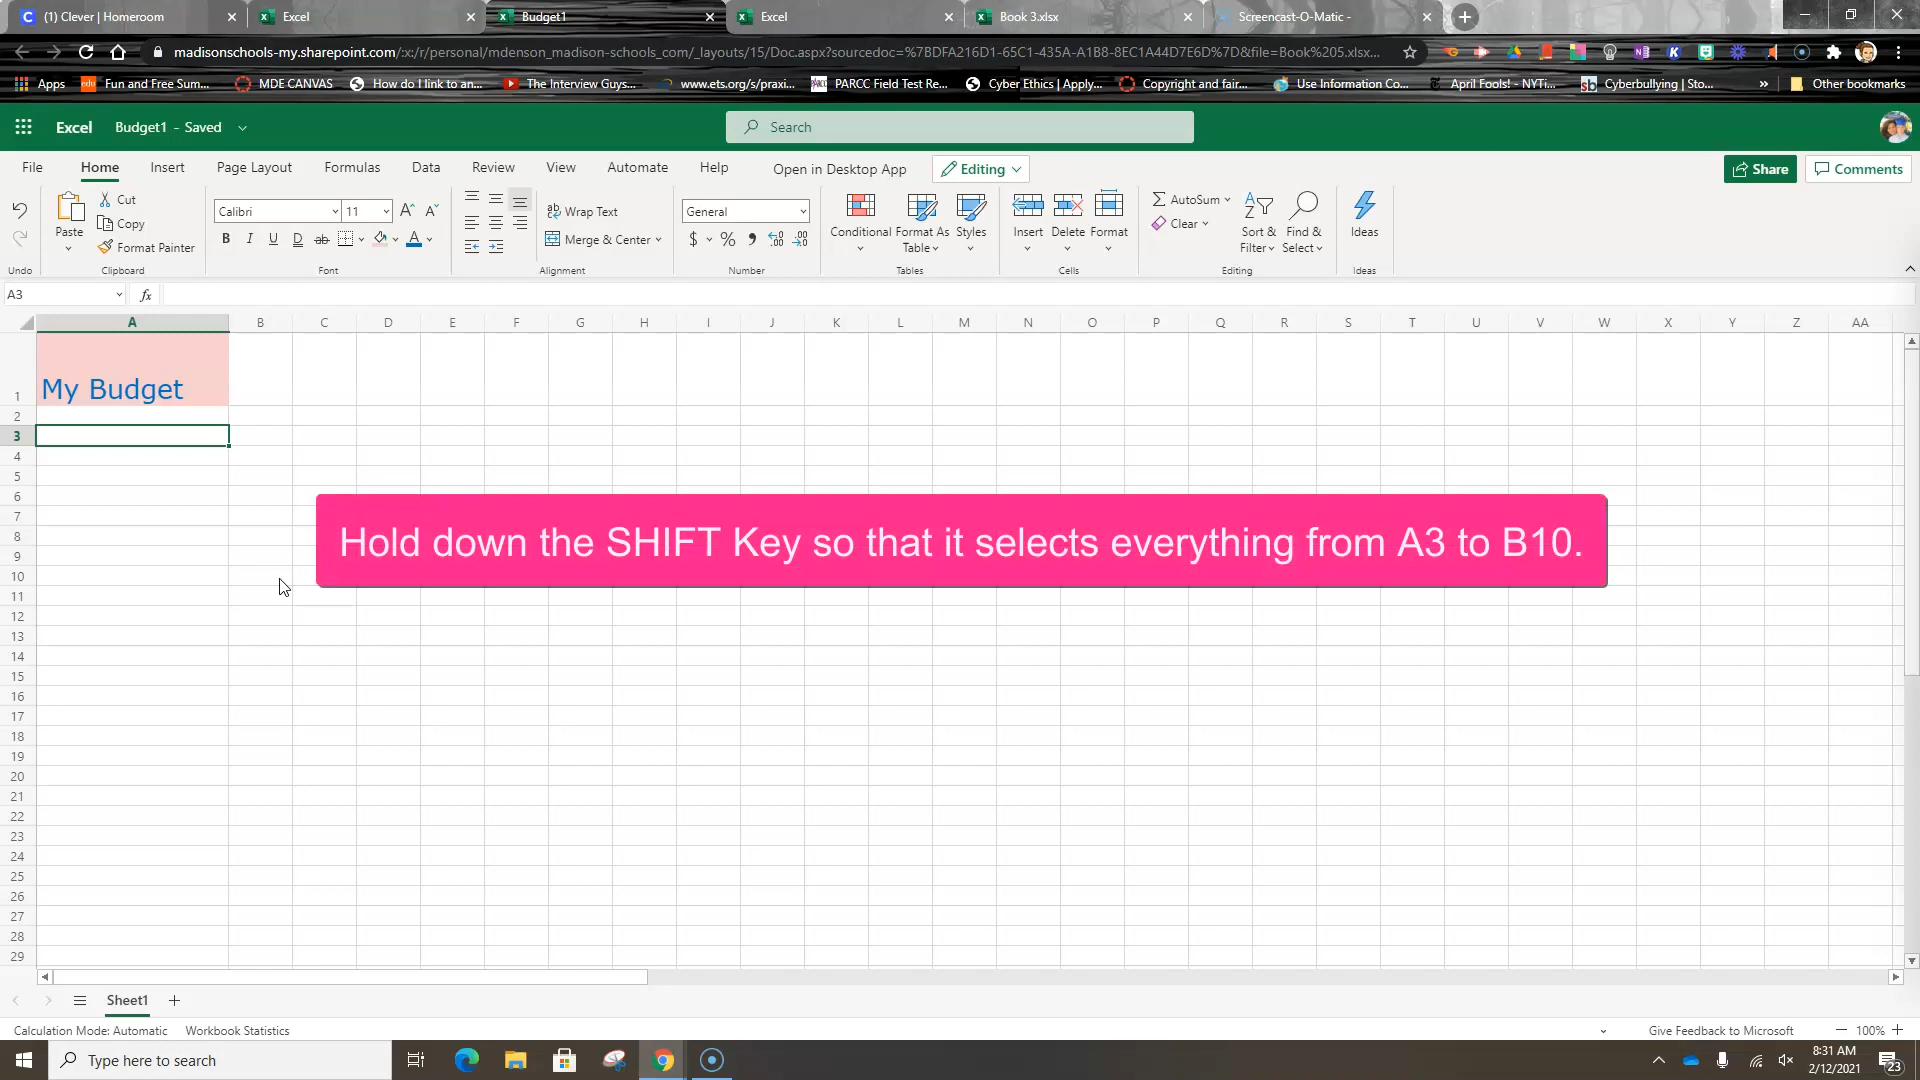 (1) Clever | Homeroom
Excel
Budget1
Excel
Book 3.xlsx
Screencast-O-Matic -
madisonschools-my.sharepoint.com/:x:/r/personal/mdenson_madison-schools_com/_layouts/15/Doc.aspx?sourcedoc=%7BDFA216D1-65C1-435A-A1B8-8EC1A44D7E6D%7D&file=Book%205.xlsx...
Apps
Fun and Free Sum...
MDE CANVAS
How do I link to an...
The Interview Guys...
www.ets.org/s/praxi...
PARCC Field Test Re...
Cyber Ethics | Apply...
Copyright and fair...
Use Information Co...
April Fools! - NYTi...
Cyberbullying | Sto...
»
Other bookmarks
Excel
Budget1 - Saved
Search
File
Home
Insert
Page Layout
Formulas
Data
Review
View
Automate
Help
Open in Desktop App
Editing
Share
Comments
Paste
Cut
Copy
Format Painter
Calibri
11
B I U D ab
Wrap Text
Merge & Center
General
$ % ,
Conditional
Format As Table
Styles
Insert
Delete
Format
AutoSum
Clear
Sort & Filter
Find & Select
Ideas
Undo
Clipboard
Font
Alignment
Number
Tables
Cells
Editing
Ideas
A3
fx
A B C D E F G H I J K L M N O P Q R S T U V W X Y Z AA
1
My Budget
2
3
4
5
6
7
Hold down the SHIFT Key so that it selects everything from A3 to B10.
8
9
10
11
12
13
14
15
16
17
18
19
20
21
22
23
24
25
26
27
28
29
Sheet1
Calculation Mode: Automatic
Workbook Statistics
Give Feedback to Microsoft
100%
Type here to search
8:31 AM
2/12/2021
23